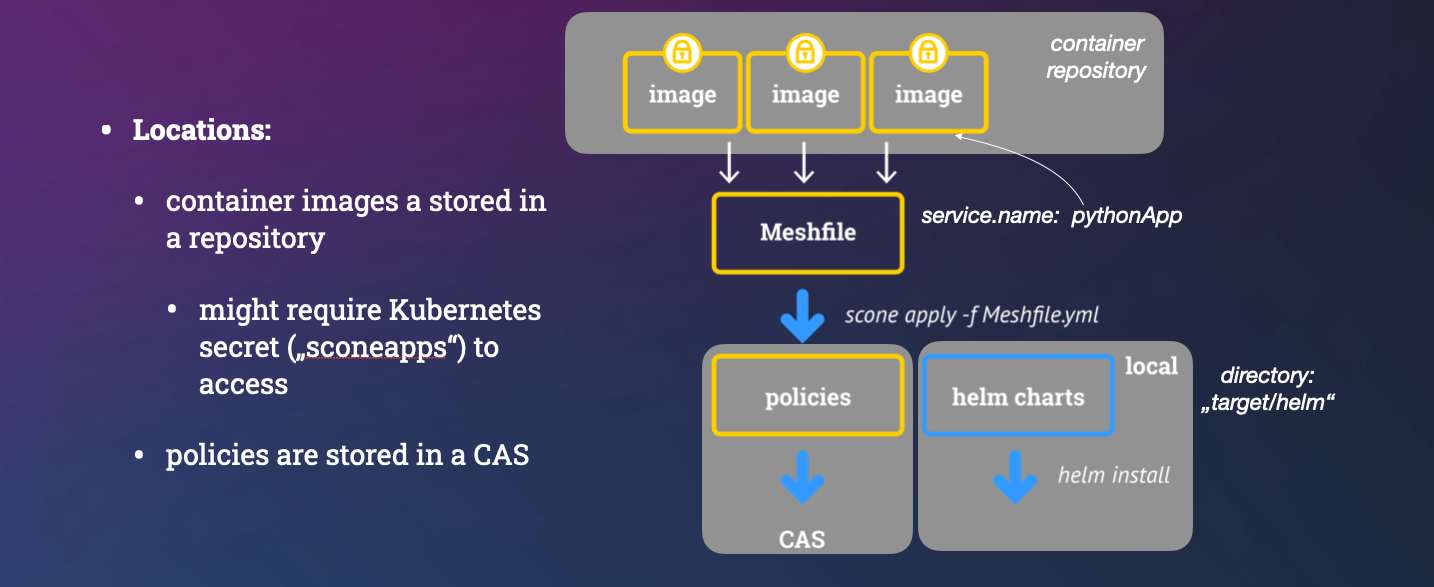 • Locations:
• container images a stored in
a repository
• might require Kubernetes
secret („sconeapps“) to
access
• policies are stored in a CAS
container
repository
image image image
service.name: pythonApp
Meshfile
scone apply -f Meshfile.yml
policies
CAS
local
helm charts
helm install
directory:
„target/helm“